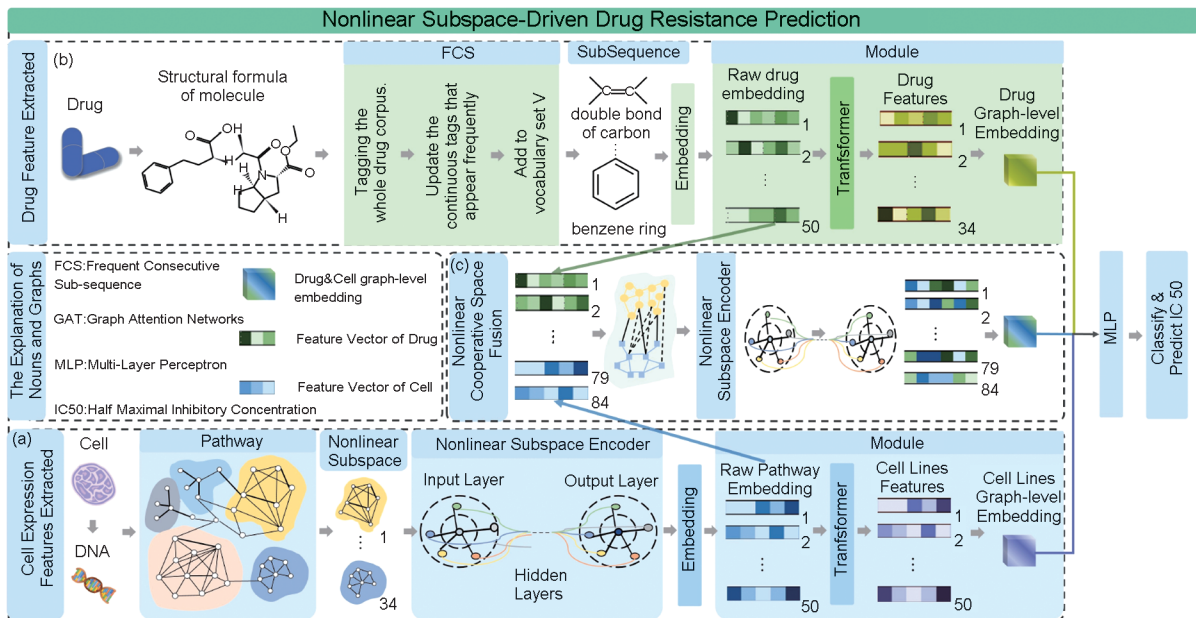 Nonlinear Subspace-Driven Drug Resistance Prediction
Drug Feature Extracted
(b)
Drug
Structural formula
of molecule
OH
O
H
N
O
O
O
H
H
H
FCS
Tagging the
whole drug corpus.
Update the
continuous tags that
appear frequently
Add to
vocabulary set V
SubSequence
double bond
of carbon
benzene ring
Embedding
Module
Raw drug
embedding
1
2
50
Tranfsformer
Drug
Features
1
2
34
Drug
Graph-level
Embedding
The Explanation of
Nouns and Graphs
FCS:Frequent Consecutive
Sub-sequence
GAT:Graph Attention Networks
MLP:Multi-Layer Perceptron
IC50:Half Maximal Inhibitory Concentration
Drug&Cell graph-level
embedding
Feature Vector of Drug
Feature Vector of Cell
(c)
Nonlinear
Cooperative Space
Fusion
1
2
79
84
Nonlinear
Subspace Encoder
1
2
79
84
MLP
Classify &
Predict IC 50
Cell Expression
Features Extracted
(a)
Cell
DNA
Pathway
Nonlinear
Subspace
1
34
Nonlinear Subspace Encoder
Input Layer
Output Layer
Hidden
Layers
Embedding
Module
Raw Pathway
Embedding
1
2
50
Tranfsformer
Cell Lines
Features
1
2
50
Cell Lines
Graph-level
Embedding